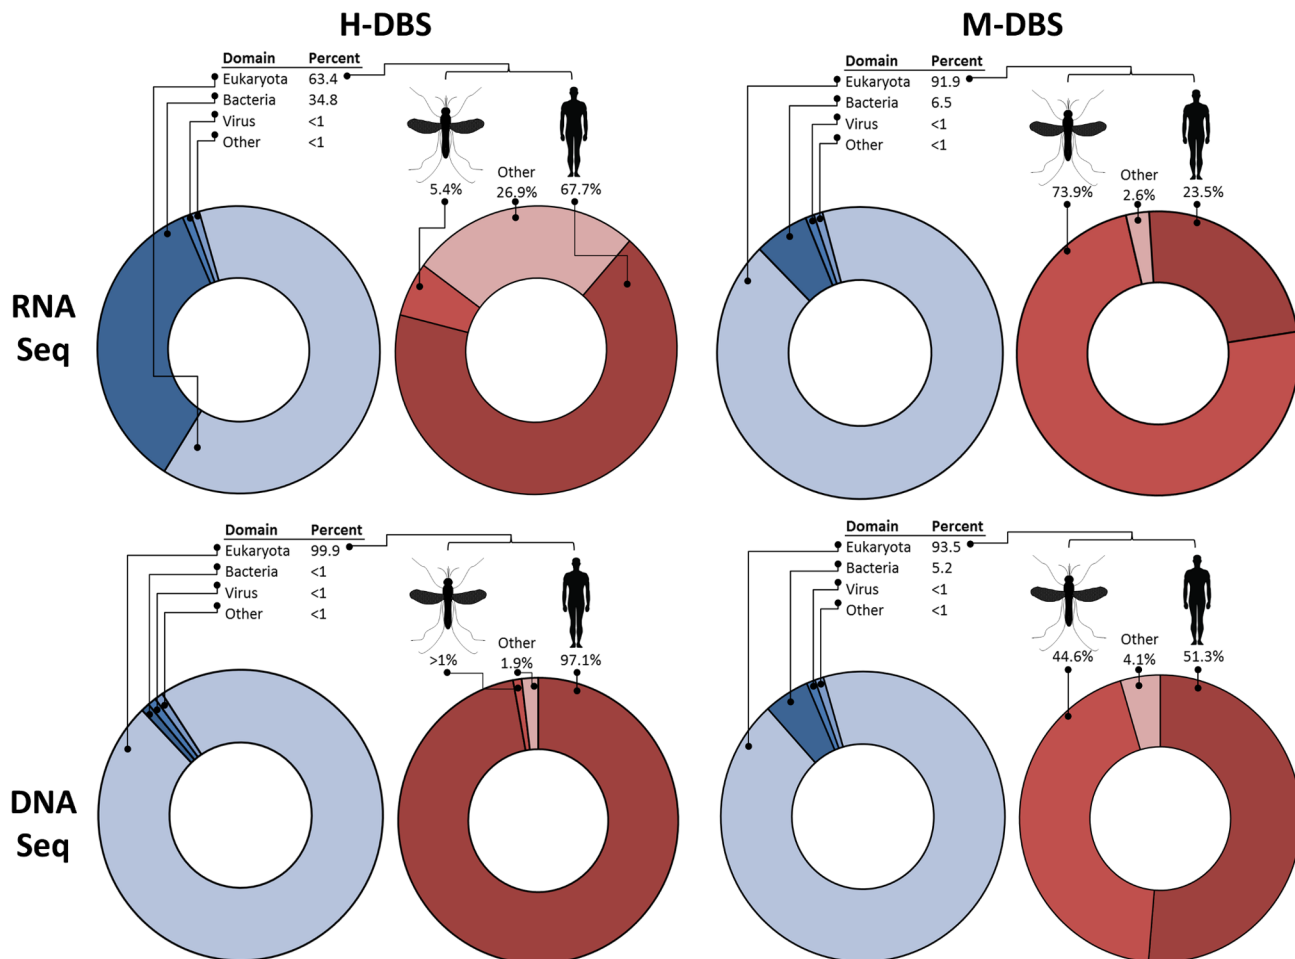 H-DBS
M-DBS
RNA
Seq
Domain Percent
Eukaryota 63.4
Bacteria 34.8
Virus <1
Other <1
5.4%
Other
26.9%
67.7%
Domain Percent
Eukaryota 91.9
Bacteria 6.5
Virus <1
Other <1
73.9%
Other
2.6%
23.5%
DNA
Seq
Domain Percent
Eukaryota 99.9
Bacteria <1
Virus <1
Other <1
>1%
Other
1.9%
97.1%
Domain Percent
Eukaryota 93.5
Bacteria 5.2
Virus <1
Other <1
44.6%
Other
4.1%
51.3%